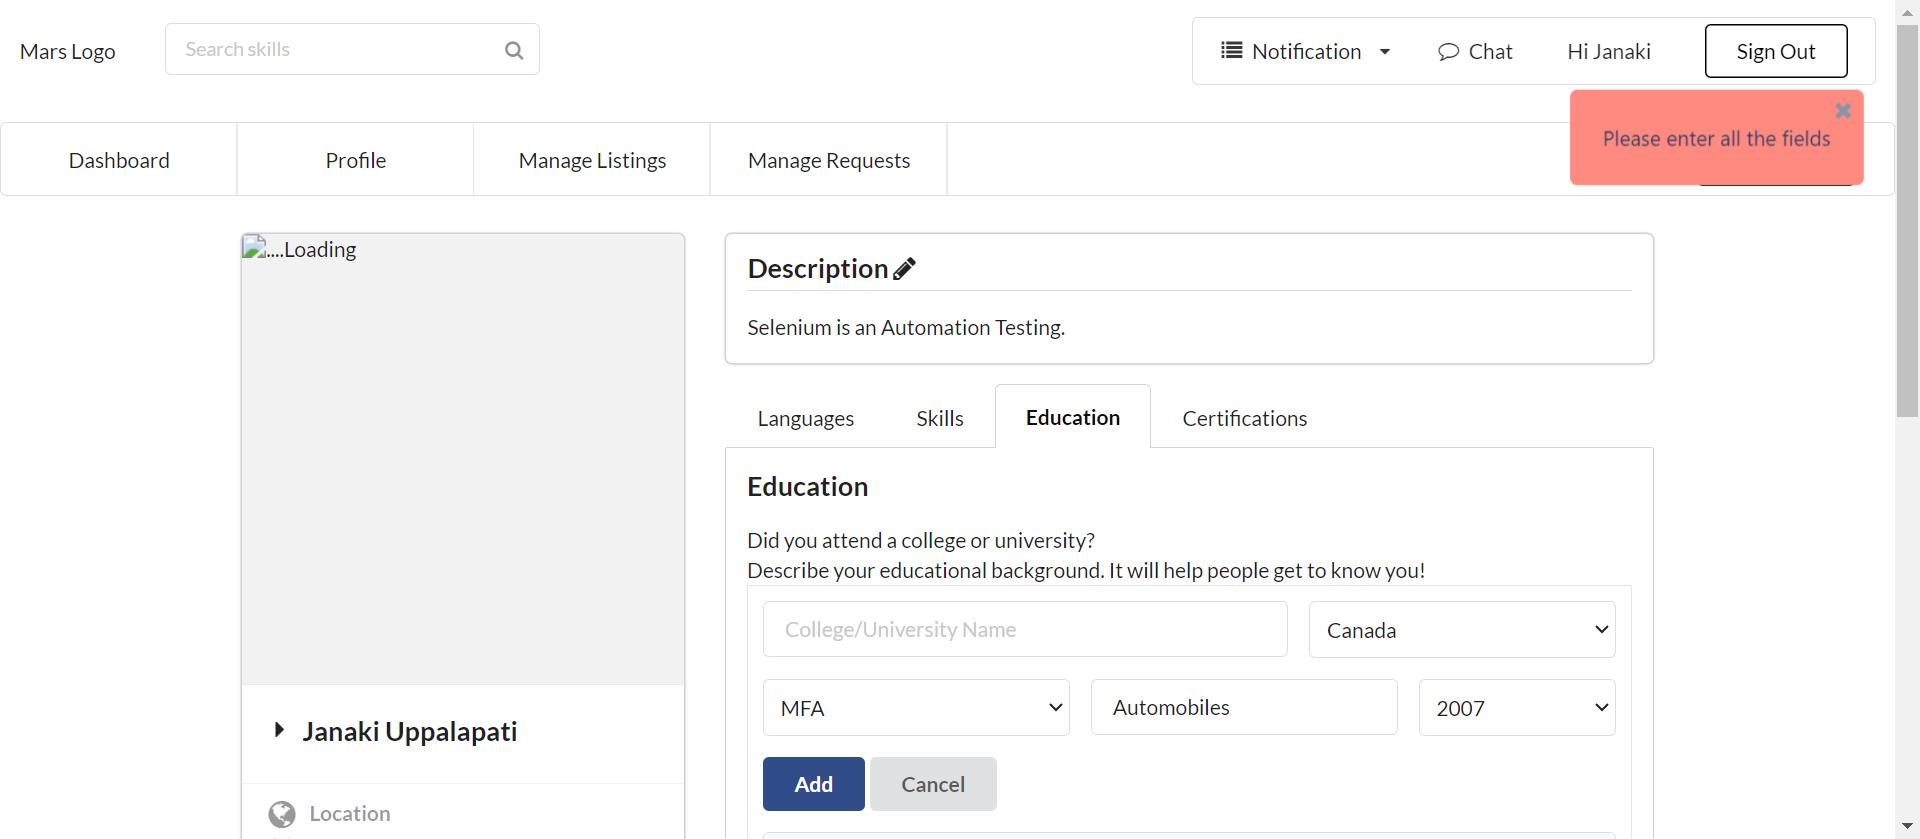 Mars Logo
Search skills
Notification
Chat
Hi Janaki
Sign Out
Please enter all the fields
Dashboard
Profile
Manage Listings
Manage Requests
....Loading
Janaki Uppalapati
Location
Description
Selenium is an Automation Testing.
Languages
Skills
Education
Certifications
Education
Did you attend a college or university?
Describe your educational background. It will help people get to know you!
College/University Name
Canada
MFA
Automobiles
2007
Add
Cancel